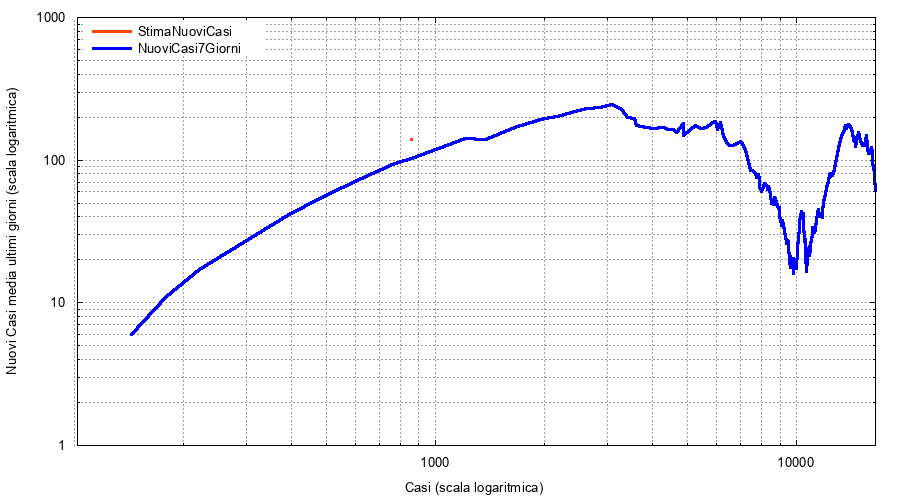 1000
StimaNuoviCasi
NuoviCasi7Giorni
100
10
1
Nuovi Casi media ultimi giorni (scala logaritmica)
1000
10000
Casi (scala logaritmica)